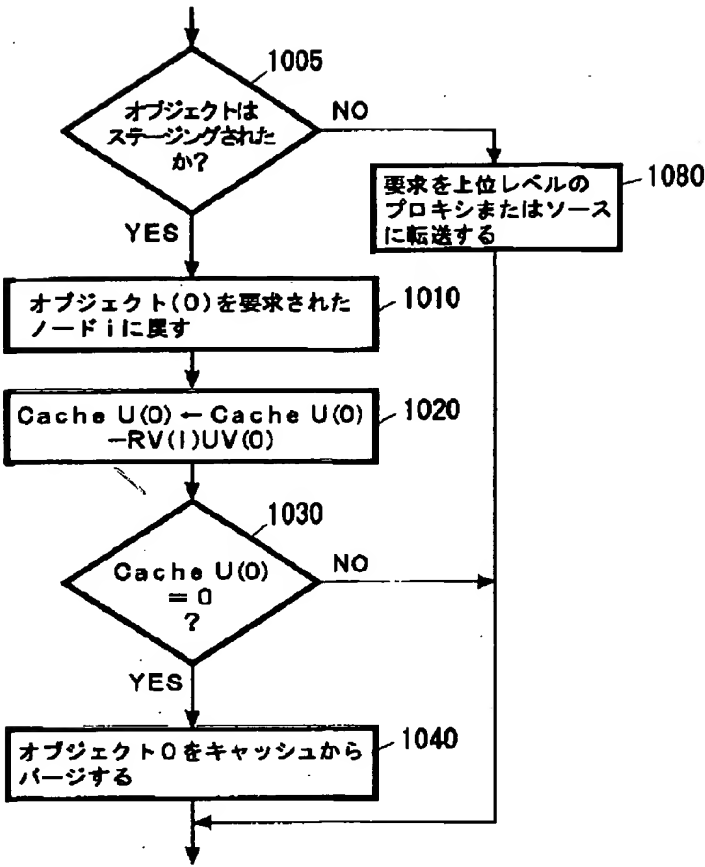 1005
オブジェクトは
ステージングされた
か?
NO
YES
要求を上位レベルの
プロキシまたはソース
に転送する
1080
オブジェクト(O)を要求された
ノードiに戻す
1010
Cache U(O) ← Cache U(O)
−RV(I)UV(O)
1020
1030
Cache U(O)
= 0
?
NO
YES
オブジェクトOをキャッシュから
パージする
1040